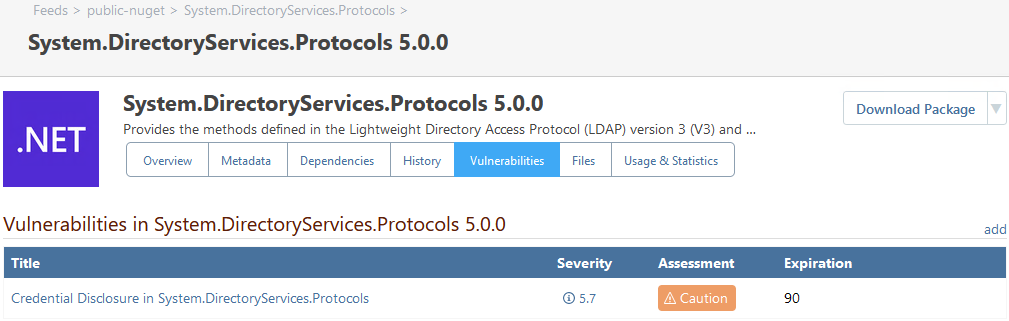 Feeds > public-nuget > System.DirectoryServices.Protocols >
System.DirectoryServices.Protocols 5.0.0
.NET
System.DirectoryServices.Protocols 5.0.0
Download Package
Provides the methods defined in the Lightweight Directory Access Protocol (LDAP) version 3 (V3) and ...
Overview Metadata Dependencies History Vulnerabilities Files Usage & Statistics
Vulnerabilities in System.DirectoryServices.Protocols 5.0.0
add
Title Severity Assessment Expiration
Credential Disclosure in System.DirectoryServices.Protocols 5.7 Caution 90